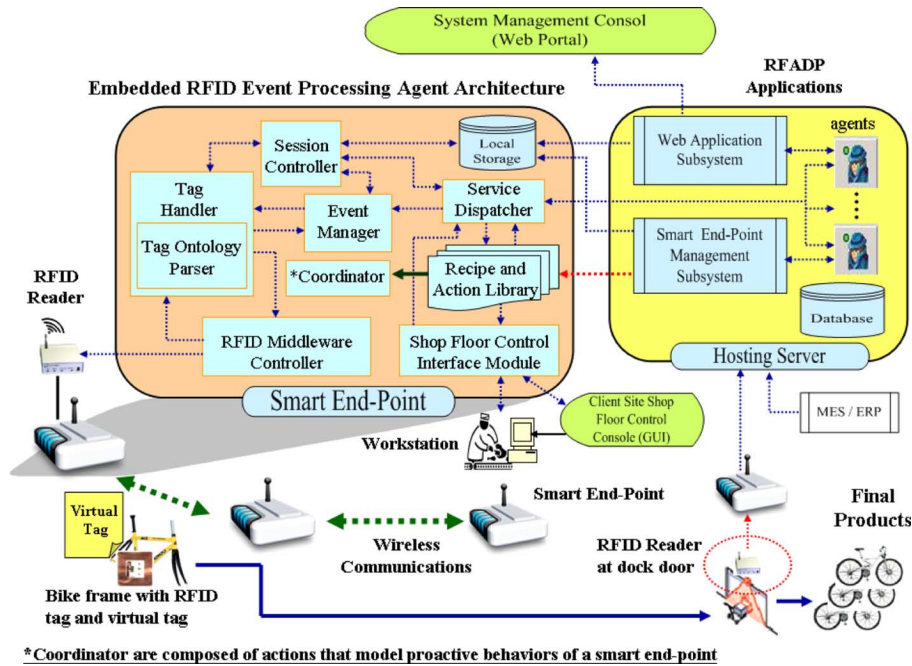 System Management Consol
(Web Portal)
Embedded RFID Event Processing Agent Architecture
RFADP
Applications
Session
Controller
Local
Storage
Web Application
Subsystem
agents
Tag
Handler
Event
Manager
Service
Dispatcher
Tag Ontology
Parser
Smart End-Point
Management
Subsystem
*Coordinator
Recipe and
Action Library
RFID
Reader
Database
RFID Middleware
Controller
Shop Floor Control
Interface Module
Hosting Server
Smart End-Point
Client Site Shop
Floor Control
Console (GUI)
MES / ERP
Workstation
Smart End-Point
Final
Products
Virtual
Tag
Wireless
Communications
RFID Reader
at dock door
Bike frame with RFID
tag and virtual tag
*Coordinator are composed of actions that model proactive behaviors of a smart end-point